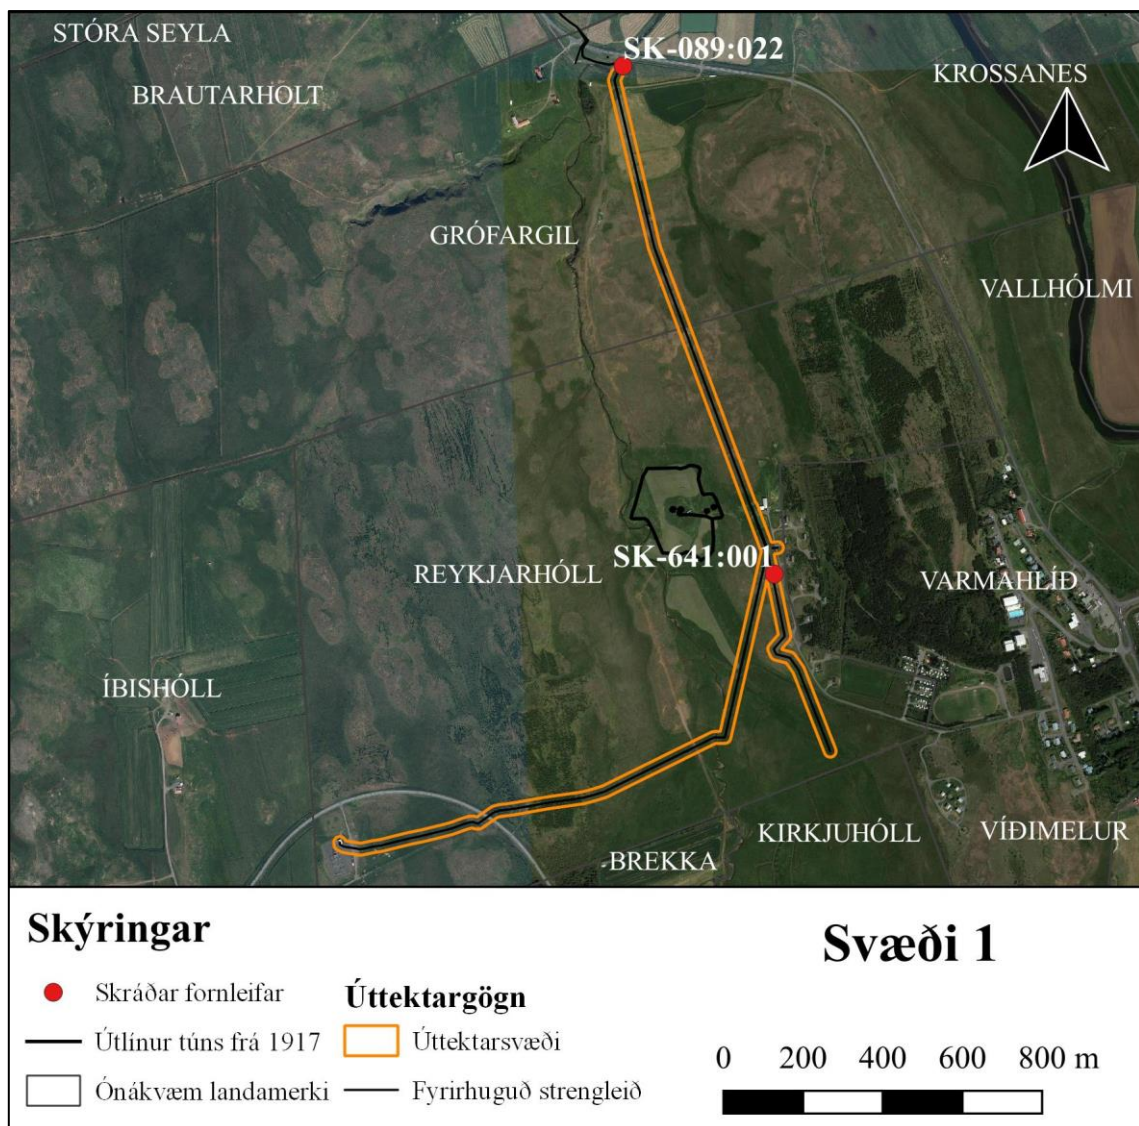 STÓRA SEYLA
SK-089:022
KROSSANES
BRAUTARHOLT
GRÓFARGIL
VALLHÓLMI
SK-641:001
REYKJARHÓLL
VARMAHLÍÐ
ÍBISHÓLL
KIRKJUHÓLL
VÍÐIMELUR
BREKKA
Skýringar
Skráðar fornleifar
Útlínur túns frá 1917
Ónákvæm landamerki
Úttektargögn
Úttektarsvæði
Fyrirhuguð strengleið
Svæði 1
0 200 400 600 800 m